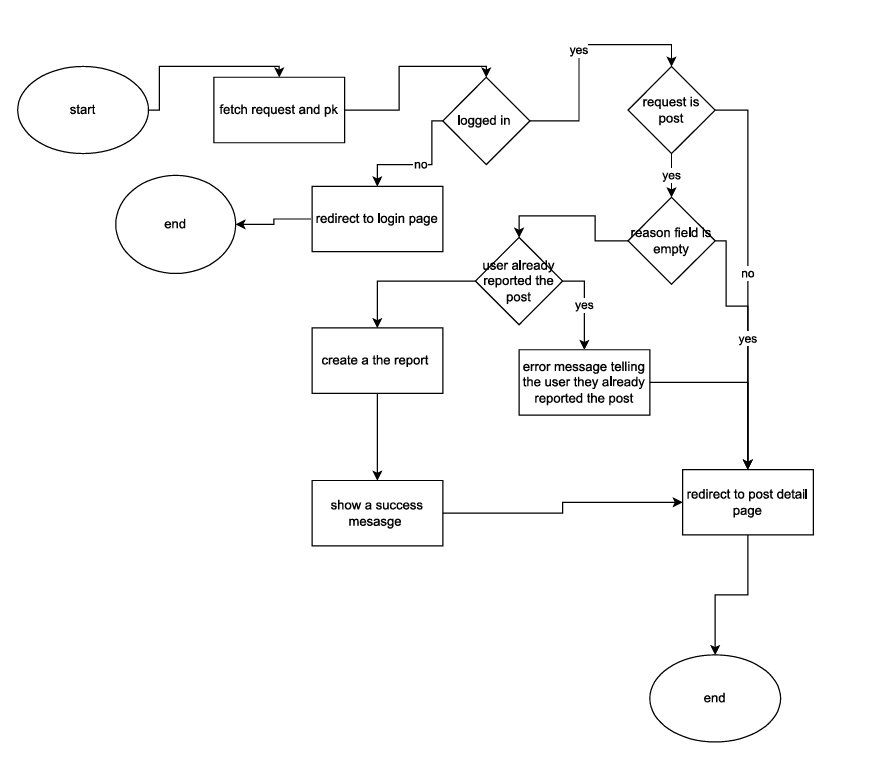 yes
start
fetch request and pk
logged in
request is
post
no
yes
end
redirect to login page
reason field is
empty
user already
reported the
post
no
yes
yes
create a the report
error message telling
the user they already
reported the post
show a success
mesasge
redirect to post detail
page
end